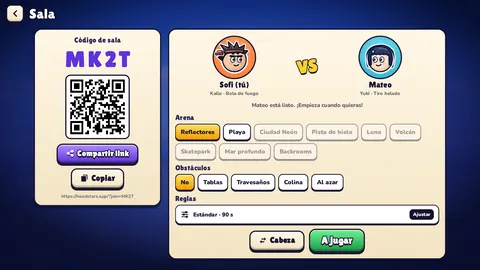 Sala
Código de sala
MK2T
Compartir link
Copiar
https://headstars.app/?join=MK2T
Sofi (tú)
Kalle · Bola de fuego
VS
Mateo
Yuki · Tiro helado
Mateo está listo. ¡Empieza cuando quieras!
Arena
Reflectores
Playa
Ciudad Neón
Pista de hielo
Luna
Volcán
Skatepark
Mar profundo
Backrooms
Obstáculos
No
Tablas
Travesaños
Colina
Al azar
Reglas
Estándar · 90 s
Ajustar
Cabeza
A jugar